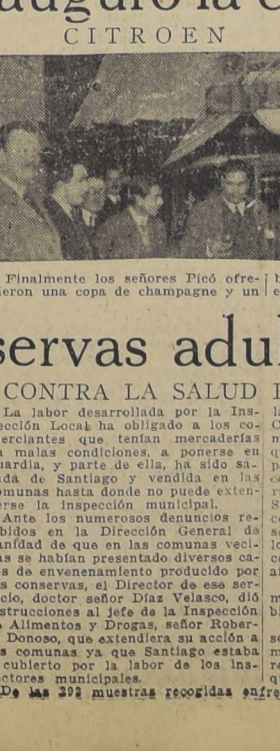 CITROEN
Finalmente los señores Picó ofre-
ieron una copa de champagne y un
servas adul
CONTRA LA SALUD
La labor desarrollada por la Ins-
ección Local ha obligado a los co-
erciantes que tenían mercaderías
malas condiciones, a ponerse en
uardia, y parte de ella, ha sido sa-
ada de Santiago y vendida en las
omunas hasta donde no puede exten-
erse la inspección municipal.
Ante los numerosos denuncios re-
bidos en la Dirección General de
anidad de que en las comunas veci-
s se habían presentado diversos ca-
s de envenenamiento producido por
s conservas, el Director de ese ser-
cio, doctor señor Díaz Velasco, dió
strucciones al jefe de la Inspección
Alimentos y Drogas, señor Rober-
Donoso, que extendiera su acción a
s comunas ya que Santiago estaba
cubierto por la labor de los ins-
ctores municipales.
De las 292 muestras recogidas enfre